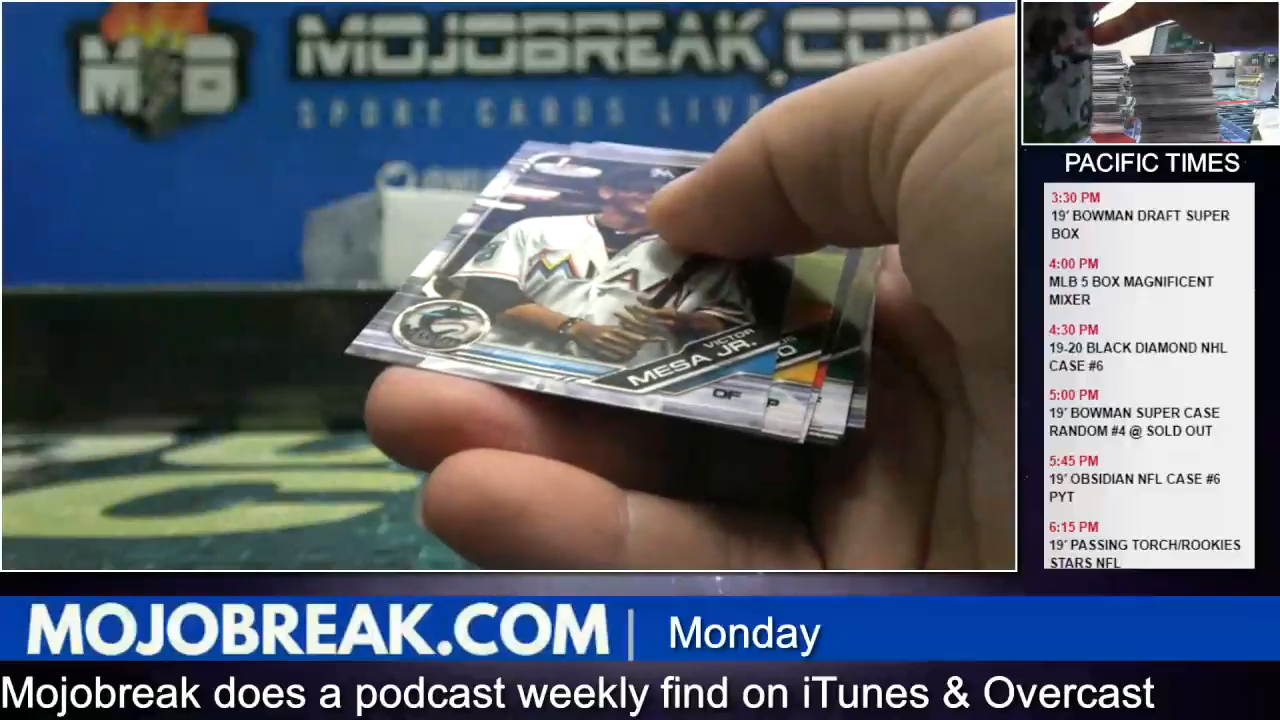 MB
MOJOBREAK.COM
SPORT CARDS LIVE
VICTOR
MESA JR.
OF
P
PACIFIC TIMES
3:30 PM
19' BOWMAN DRAFT SUPER
BOX
4:00 PM
MLB 5 BOX MAGNIFICENT
MIXER
4:30 PM
19-20 BLACK DIAMOND NHL
CASE #6
5:00 PM
19' BOWMAN SUPER CASE
RANDOM #4 @ SOLD OUT
5:45 PM
19' OBSIDIAN NFL CASE #6
PYT
6:15 PM
19' PASSING TORCH/ROOKIES
STARS NFL
MOJOBREAK.COM | Monday
Mojobreak does a podcast weekly find on iTunes & Overcast